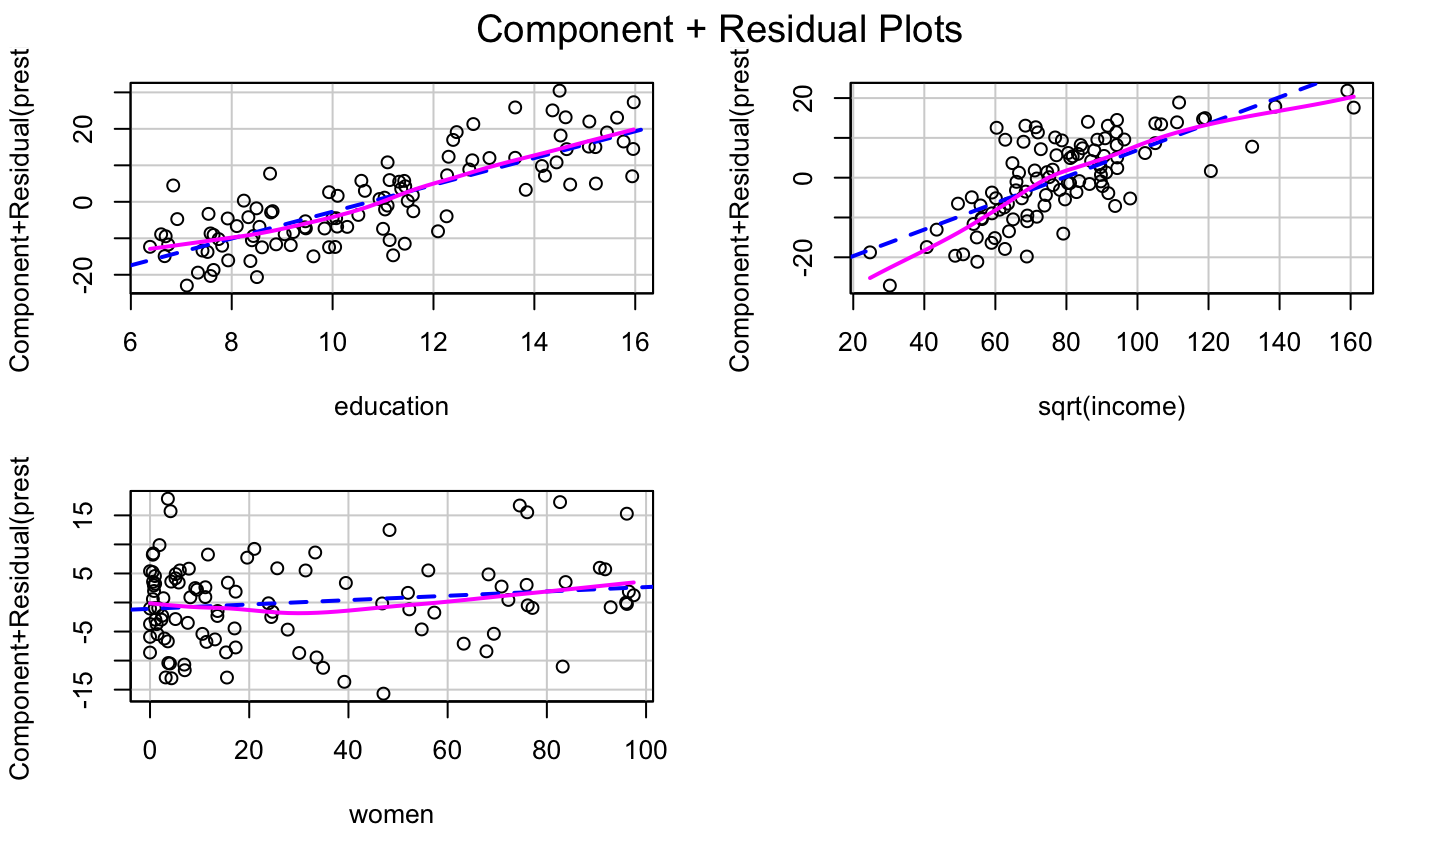 Component + Residual Plots
Component+Residual(prest
20
0
-20
6 8 10 12 14 16
education
Component+Residual(prest
20
0
-20
20 40 60 80 100 120 140 160
sqrt(income)
Component+Residual(prest
15
5
-5
-15
0 20 40 60 80 100
women